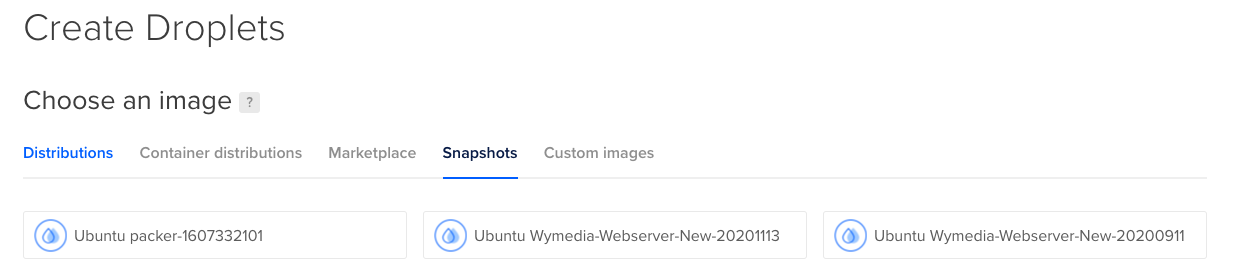 Create Droplets
Choose an image ?
Distributions Container distributions Marketplace Snapshots Custom images
Ubuntu packer-1607332101 Ubuntu Wymedia-Webserver-New-20201113 Ubuntu Wymedia-Webserver-New-20200911